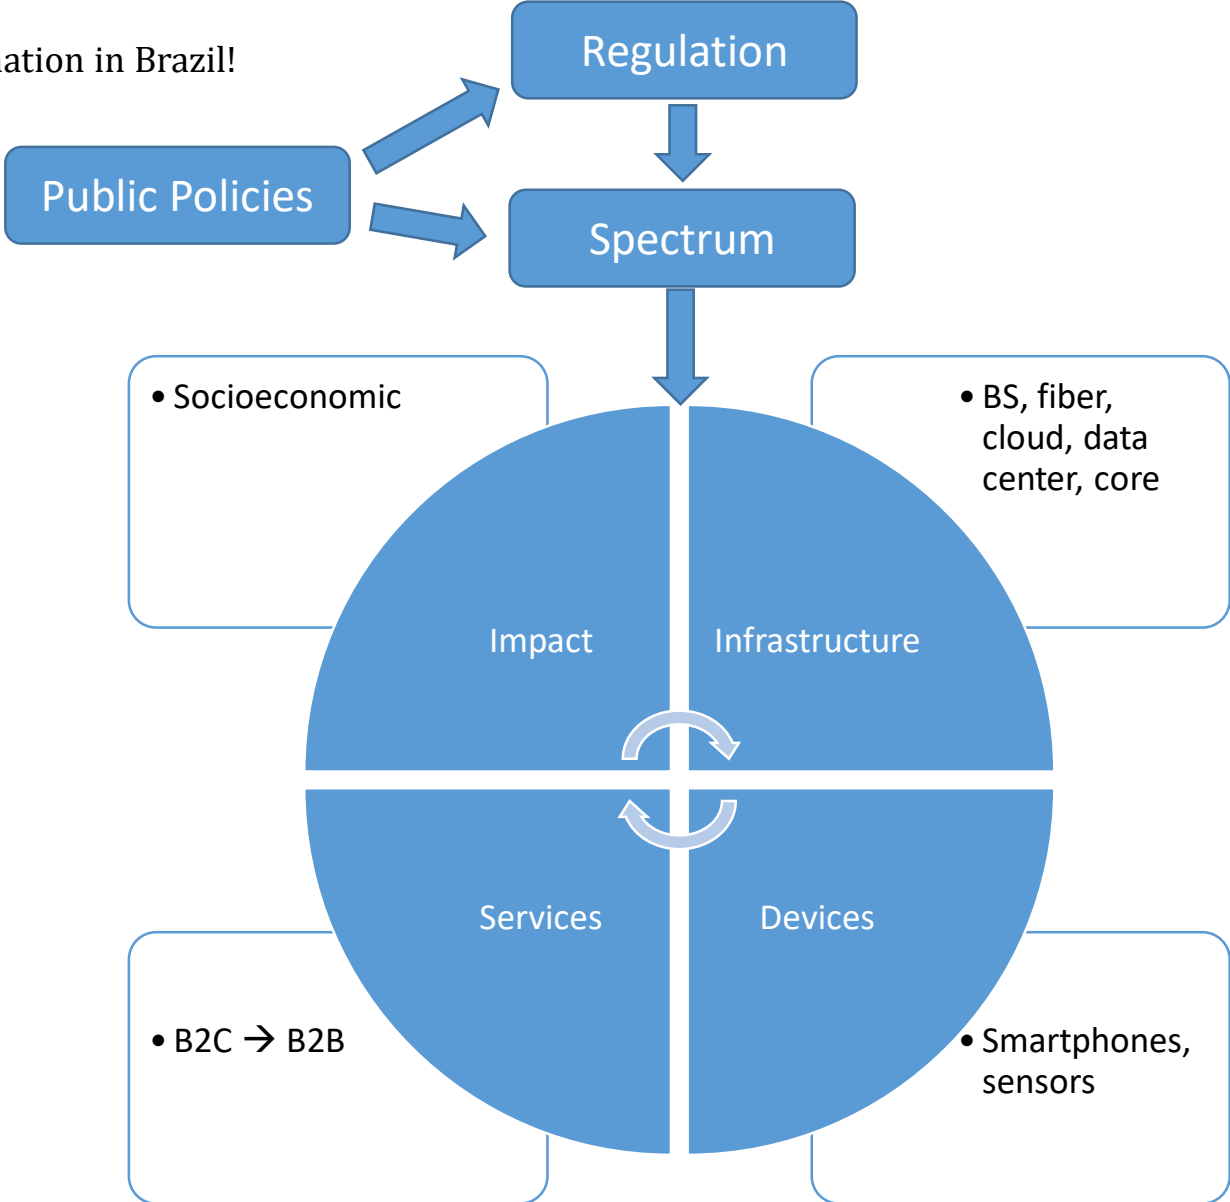 in Brazil!
Regulation
Public Policies
Spectrum
• Socioeconomic
• BS, fiber,
cloud, data
center, core
Impact
Infrastructure
Services
Devices
• B2C → B2B
• Smartphones,
sensors